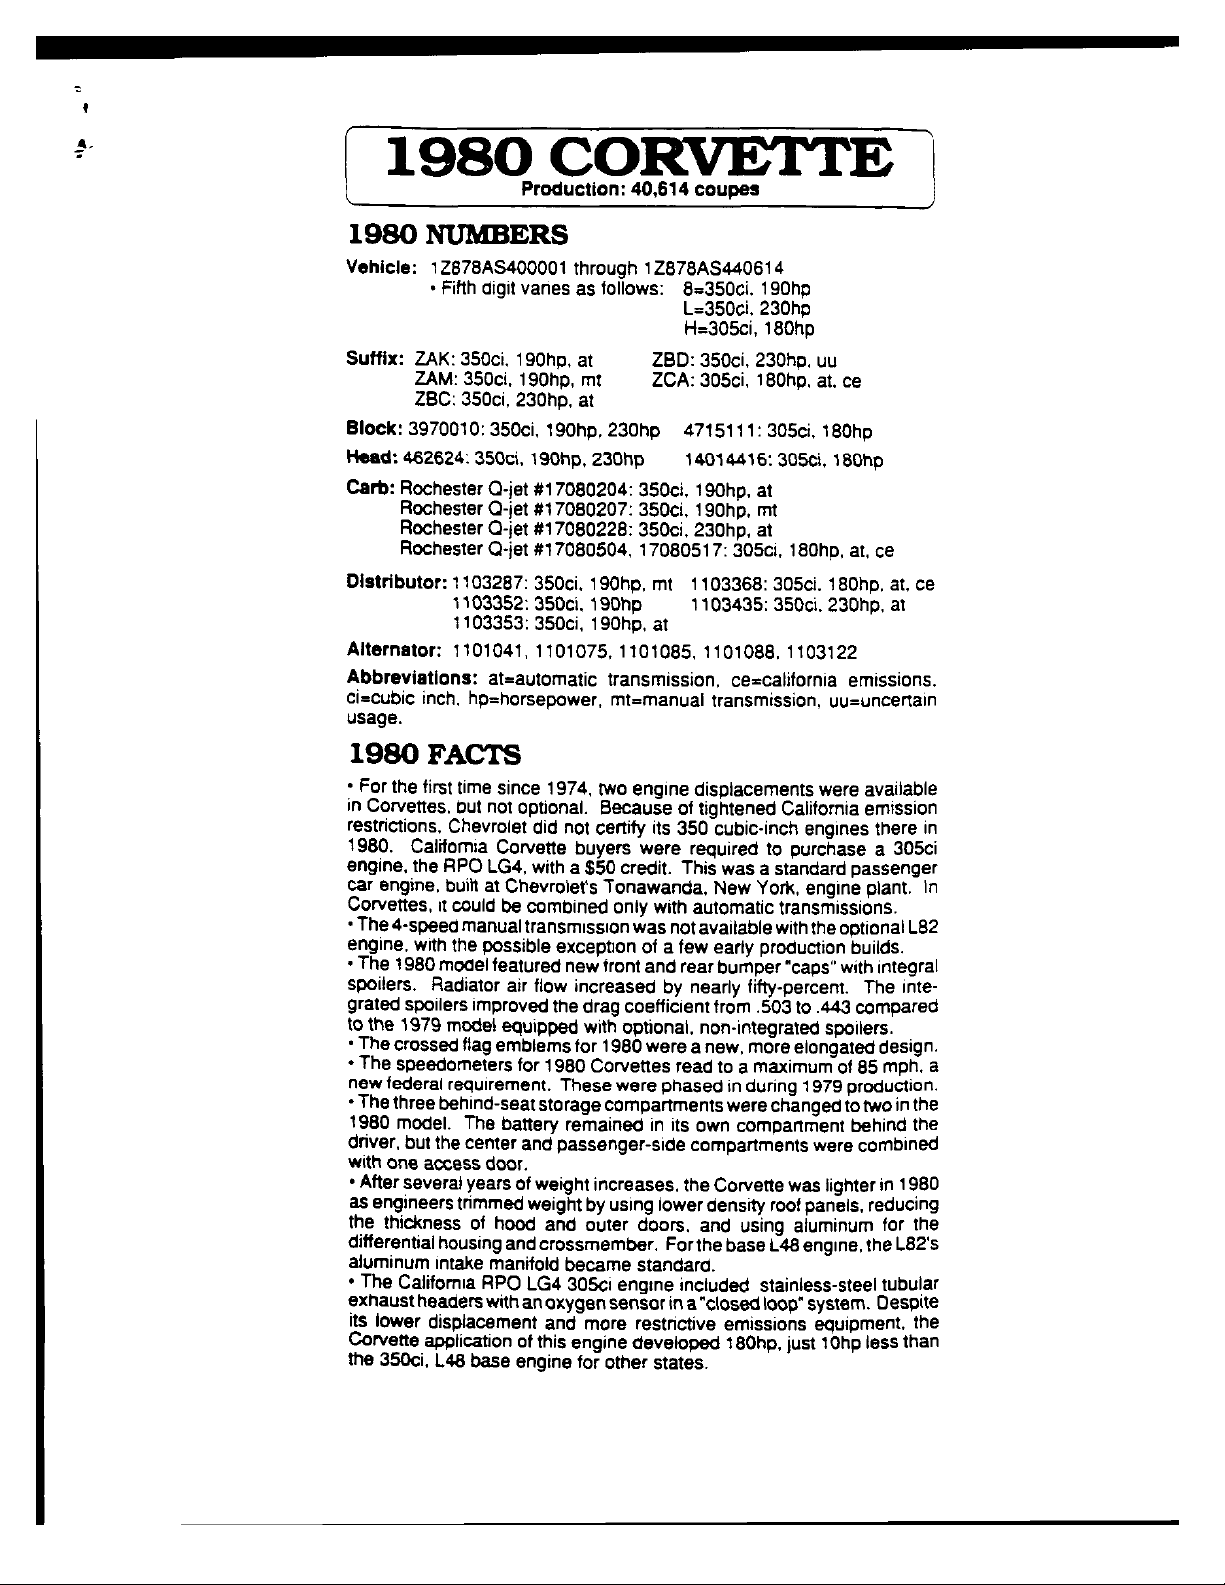 1980 CORVETTE
Production: 40,614 coupes
1980 NUMBERS
Vehicle: 1Z878AS400001 through 1Z878AS440614
• Fifth digit varies as follows: 8=350ci, 190hp
L=350ci, 230hp
H=305ci, 180hp
Suffix: ZAK: 350ci, 190hp, at ZBD: 350ci, 230hp, uu
ZAM: 350ci, 190hp, mt ZCA: 305ci, 180hp, at, ce
ZBC: 350ci, 230hp, at
Block: 3970010: 350ci, 190hp, 230hp 4715111: 305ci, 180hp
Head: 462624: 350ci, 190hp, 230hp 14014416: 305ci, 180hp
Carb: Rochester Q-jet #17080204: 350ci, 190hp, at
Rochester Q-jet #17080207: 350ci, 190hp, mt
Rochester Q-jet #17080228: 350ci, 230hp, at
Rochester Q-jet #17080504, 17080517: 305ci, 180hp, at, ce
Distributor: 1103287: 350ci, 190hp, mt 1103368: 305ci, 180hp, at, ce
1103352: 350ci, 190hp 1103435: 350ci, 230hp, at
1103353: 350ci, 190hp, at
Alternator: 1101041, 1101075, 1101085, 1101088, 1103122
Abbreviations: at=automatic transmission, ce=california emissions,
ci=cubic inch, hp=horsepower, mt=manual transmission, uu=uncertain
usage.
1980 FACTS
• For the first time since 1974, two engine displacements were available
in Corvettes, but not optional. Because of tightened California emission
restrictions, Chevrolet did not certify its 350 cubic-inch engines there in
1980. California Corvette buyers were required to purchase a 305ci
engine, the RPO LG4, with a $50 credit. This was a standard passenger
car engine, built at Chevrolet's Tonawanda, New York, engine plant. In
Corvettes, it could be combined only with automatic transmissions.
• The 4-speed manual transmission was not available with the optional L82
engine, with the possible exception of a few early production builds.
• The 1980 model featured new front and rear bumper "caps" with integral
spoilers. Radiator air flow increased by nearly fifty-percent. The inte-
grated spoilers improved the drag coefficient from .503 to .443 compared
to the 1979 model equipped with optional, non-integrated spoilers.
• The crossed flag emblems for 1980 were a new, more elongated design.
• The speedometers for 1980 Corvettes read to a maximum of 85 mph, a
new federal requirement. These were phased in during 1979 production.
• The three behind-seat storage compartments were changed to two in the
1980 model. The battery remained in its own compartment behind the
driver, but the center and passenger-side compartments were combined
with one access door.
• After several years of weight increases, the Corvette was lighter in 1980
as engineers trimmed weight by using lower density roof panels, reducing
the thickness of hood and outer doors, and using aluminum for the
differential housing and crossmember. For the base L48 engine, the L82's
aluminum intake manifold became standard.
• The California RPO LG4 305ci engine included stainless-steel tubular
exhaust headers with an oxygen sensor in a "closed loop" system. Despite
its lower displacement and more restrictive emissions equipment, the
Corvette application of this engine developed 180hp, just 10hp less than
the 350ci, L48 base engine for other states.